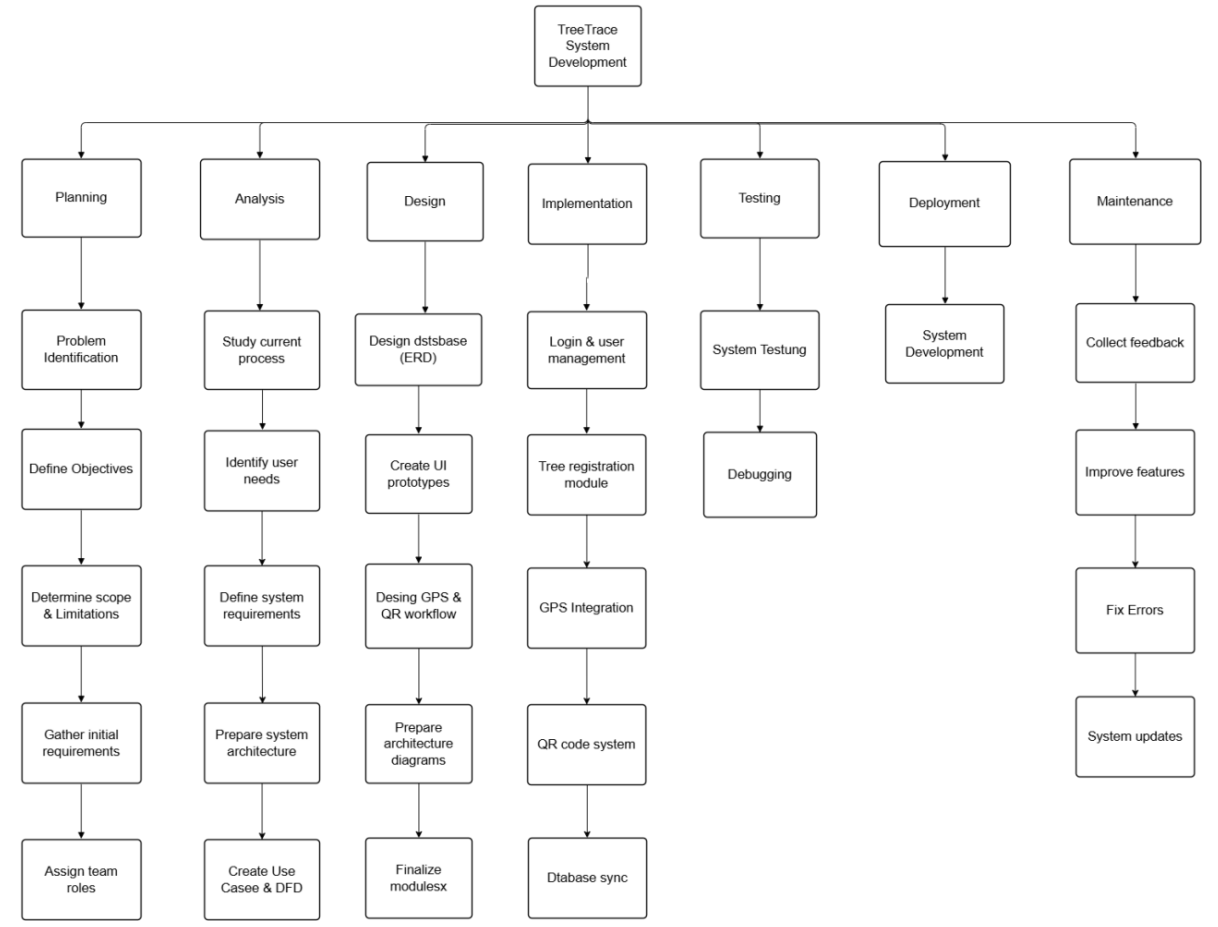 TreeTrace
System
Development
Planning
Analysis
Design
Implementation
Testing
Deployment
Maintenance
Problem
Identification
Study current
process
Design dstsbase
(ERD)
Login & user
management
System Testung
System
Development
Collect feedback
Define Objectives
Identify user
needs
Create UI
prototypes
Tree registration
module
Debugging
Improve features
Determine scope
& Limitations
Define system
requirements
Desing GPS &
QR workflow
GPS Integration
Fix Errors
Gather initial
requirements
Prepare system
architecture
Prepare
architecture
diagrams
QR code system
System updates
Assign team
roles
Create Use
Casee & DFD
Finalize
modulesx
Dtabase sync